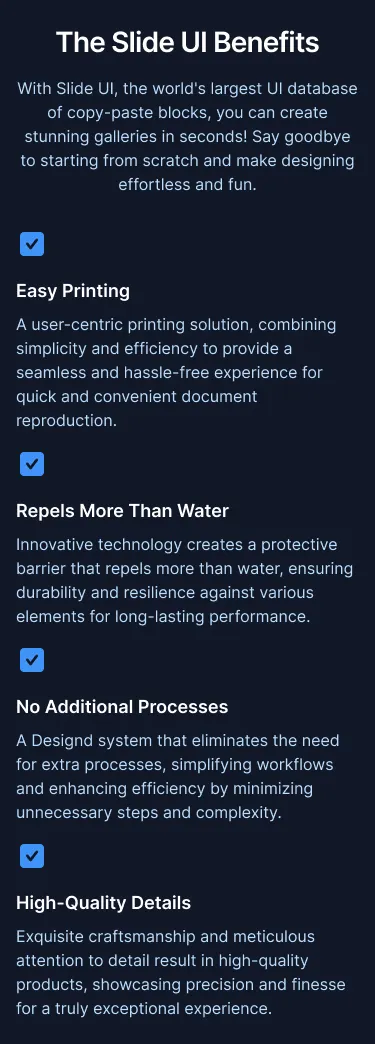 The Slide UI Benefits
With Slide UI, the world's largest UI database
of copy-paste blocks, you can create
stunning galleries in seconds! Say goodbye
to starting from scratch and make designing
effortless and fun.
Easy Printing
A user-centric printing solution, combining
simplicity and efficiency to provide a
seamless and hassle-free experience for
quick and convenient document
reproduction.
Repels More Than Water
Innovative technology creates a protective
barrier that repels more than water, ensuring
durability and resilience against various
elements for long-lasting performance.
No Additional Processes
A Designd system that eliminates the need
for extra processes, simplifying workflows
and enhancing efficiency by minimizing
unnecessary steps and complexity.
High-Quality Details
Exquisite craftsmanship and meticulous
attention to detail result in high-quality
products, showcasing precision and finesse
for a truly exceptional experience.